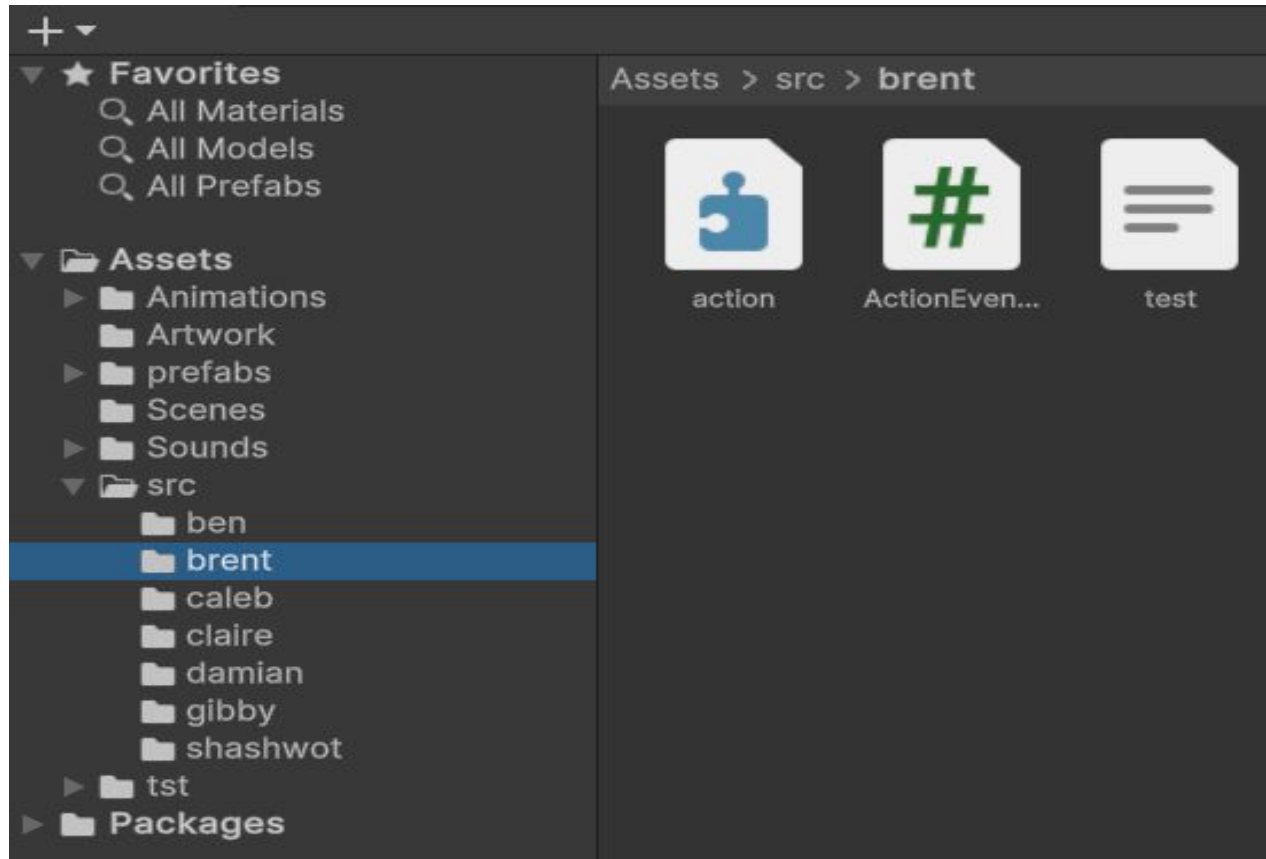 Favorites
All Materials
All Models
All Prefabs
Assets
Animations
Artwork
prefabs
Scenes
Sounds
src
ben
brent
caleb
claire
damian
gibby
shashwot
tst
Packages
Assets > src > brent
action
ActionEven...
test